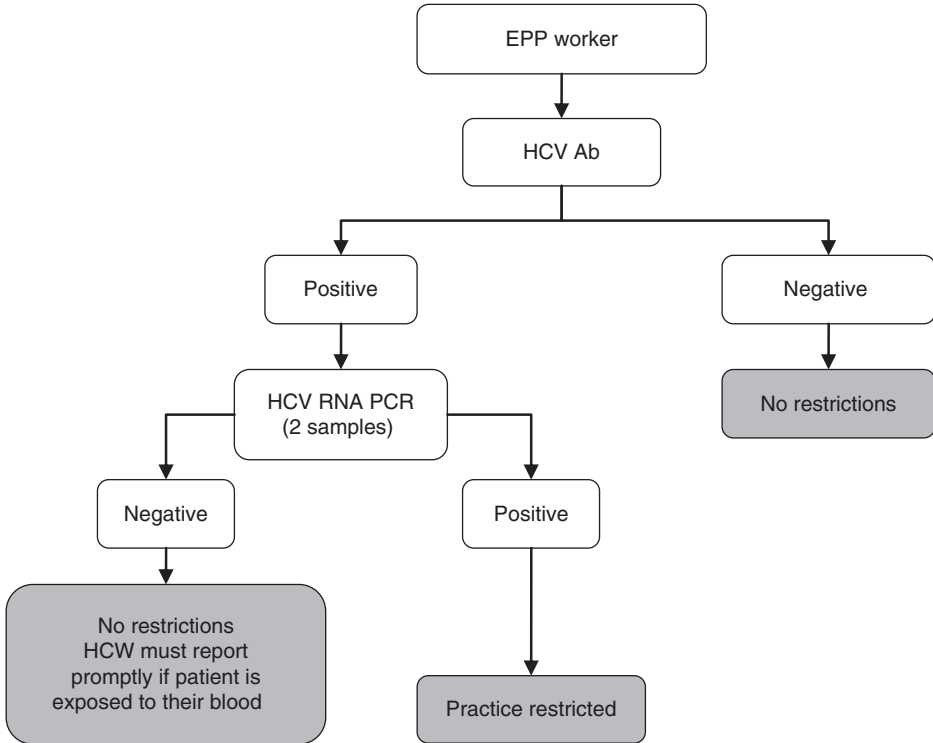 EPP worker
HCV Ab
Positive
Negative
HCV RNA PCR
(2 samples)
No restrictions
Negative
Positive
No restrictions
HCW must report
promptly if patient is
exposed to their blood
Practice restricted